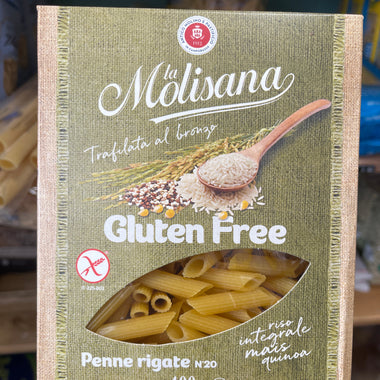 la
Molisana
Trafilata al bronzo
Gluten Free
Penne rigate N°20
riso
integrale
mais
quinoa